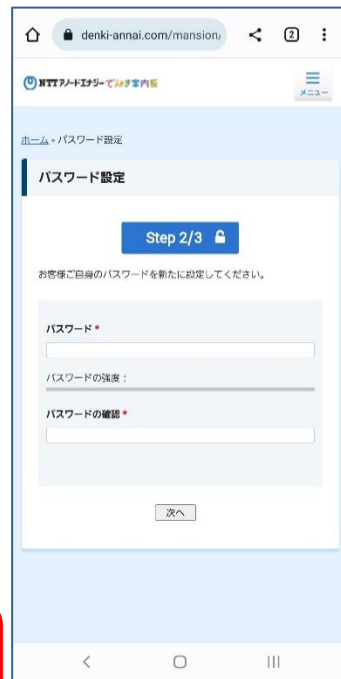 denki-annai.com/mansion/
2
NTTアノードエナジーでんき案内板
メニュー
ホーム » パスワード設定
パスワード設定
Step 2/3
お客様ご自身のパスワードを新たに設定してください。
パスワード *
パスワードの強度：
パスワードの確認 *
次へ